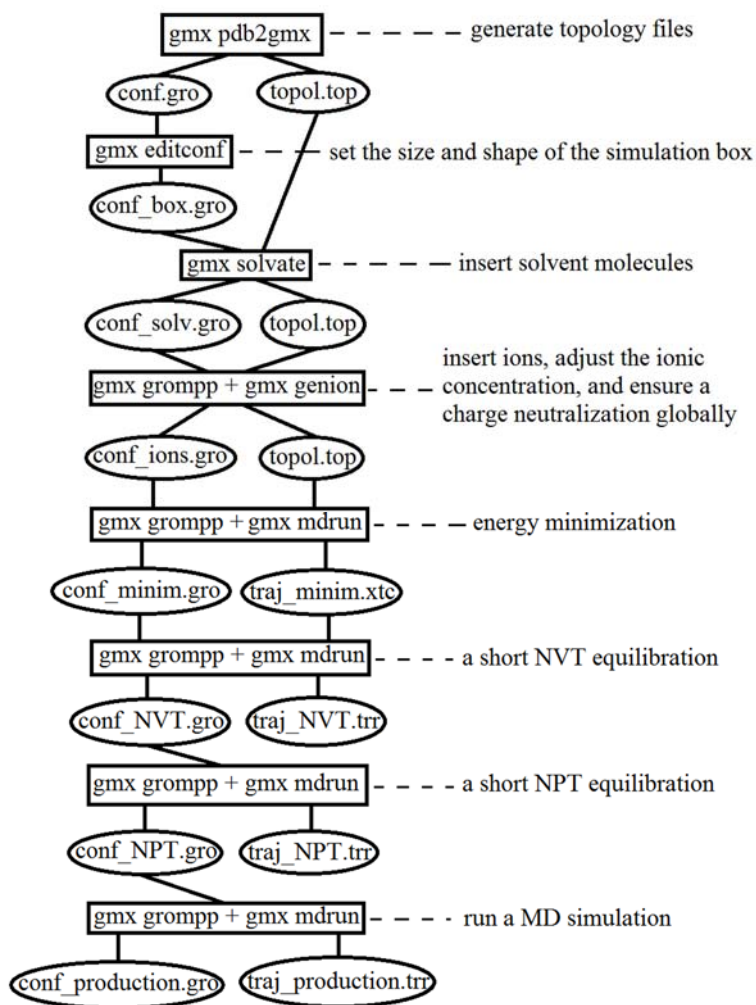 gmx pdb2gmx
generate topology files
conf.gro
topol.top
gmx editconf
set the size and shape of the simulation box
conf_box.gro
gmx solvate
insert solvent molecules
conf_solv.gro
topol.top
gmx grompp + gmx genion
insert ions, adjust the ionic
concentration, and ensure a
charge neutralization globally
conf_ions.gro
topol.top
gmx grompp + gmx mdrun
energy minimization
conf_minim.gro
traj_minim.xtc
gmx grompp + gmx mdrun
a short NVT equilibration
conf_NVT.gro
traj_NVT.trr
gmx grompp + gmx mdrun
a short NPT equilibration
conf_NPT.gro
traj_NPT.trr
gmx grompp + gmx mdrun
run a MD simulation
conf_production.gro
traj_production.trr